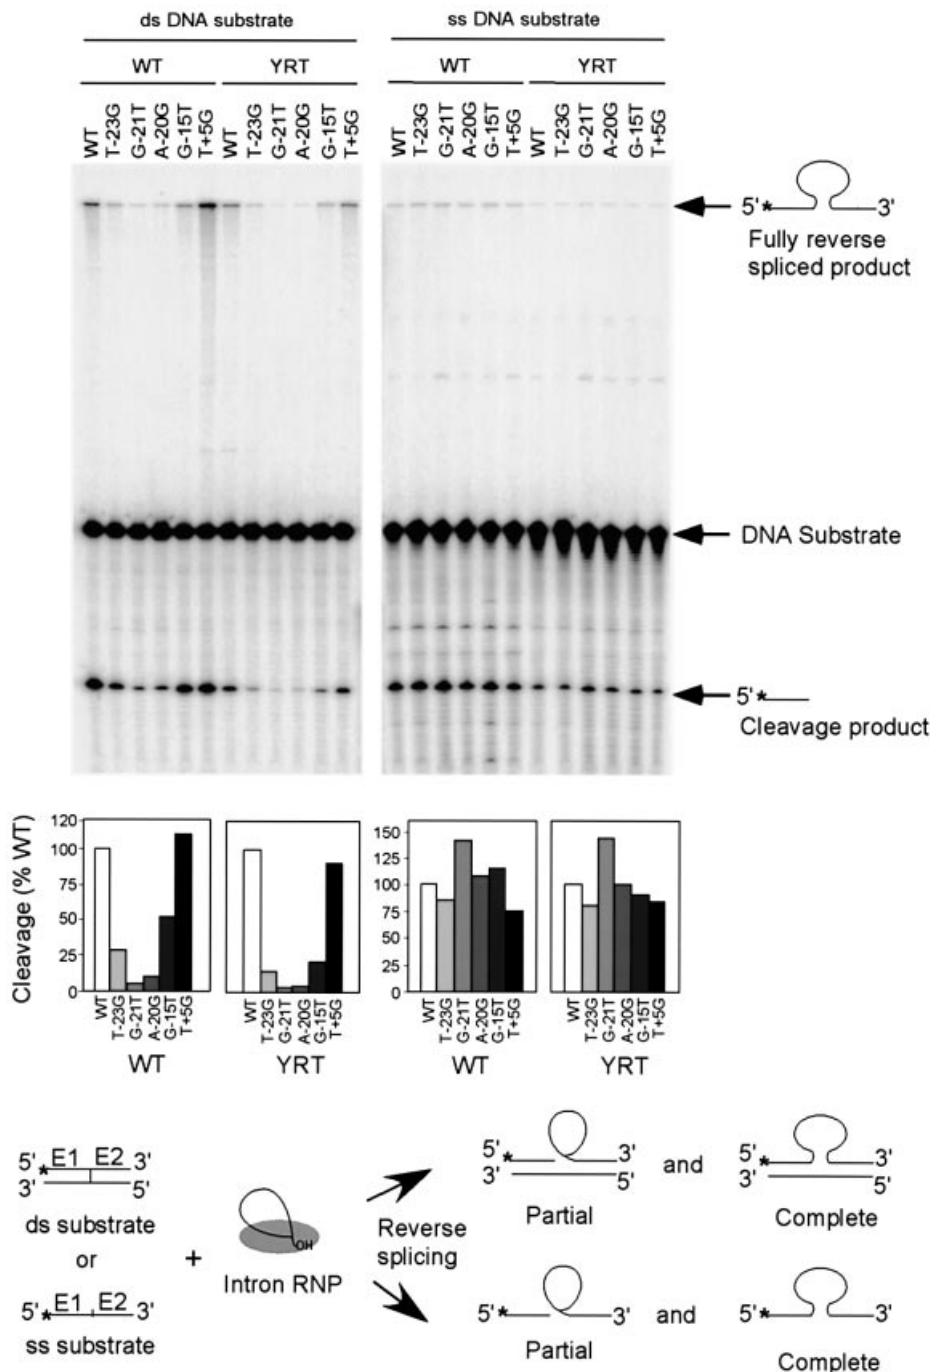 ds DNA substrate
ss DNA substrate
WT
YRT
WT
YRT
WT
T-23G
G-21T
A-20G
G-15T
T+5G
WT
T-23G
G-21T
A-20G
G-15T
T+5G
WT
T-23G
G-21T
A-20G
G-15T
T+5G
WT
T-23G
G-21T
A-20G
G-15T
T+5G
5'*
3'
Fully reverse
spliced product
DNA Substrate
5'*
Cleavage product
Cleavage (% WT)
120
100
75
50
25
0
150
125
100
75
50
25
0
WT
T-23G
G-21T
A-20G
G-15T
T+5G
WT
T-23G
G-21T
A-20G
G-15T
T+5G
WT
T-23G
G-21T
A-20G
G-15T
T+5G
WT
T-23G
G-21T
A-20G
G-15T
T+5G
WT
YRT
WT
YRT
5'* E1 E2 3'
3' 5'
ds substrate
or
5'* E1 E2 3'
ss substrate
+
OH
Intron RNP
Reverse
splicing
5'* 3'
3' 5'
Partial
and
5'* 3'
3' 5'
Complete
5'* 3'
Partial
and
5'* 3'
Complete